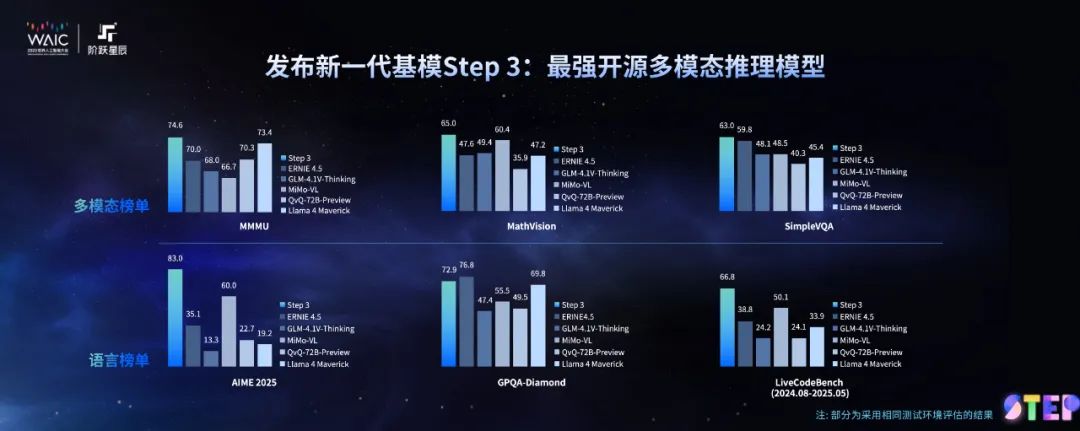 WAIC
阶跃星辰
发布新一代基模Step 3：最强开源多模态推理模型
多模态榜单
74.6
70.0
68.0
66.7
70.3
73.4
Step 3
ERNIE 4.5
GLM-4.1V-Thinking
MiMo-VL
QvQ-72B-Preview
Llama 4 Maverick
MMMU
65.0
47.6
49.4
60.4
35.9
47.2
Step 3
ERNIE 4.5
GLM-4.1V-Thinking
MiMo-VL
QvQ-72B-Preview
Llama 4 Maverick
MathVision
63.0
59.8
48.1
48.5
40.3
45.4
Step 3
ERNIE 4.5
GLM-4.1V-Thinking
MiMo-VL
QvQ-72B-Preview
Llama 4 Maverick
SimpleVQA
语言榜单
83.0
35.1
13.3
60.0
22.7
19.2
Step 3
ERNIE 4.5
GLM-4.1V-Thinking
MiMo-VL
QvQ-72B-Preview
Llama 4 Maverick
AIME 2025
72.9
76.8
47.4
55.5
49.5
69.8
Step 3
ERNIE4.5
GLM-4.1V-Thinking
MiMo-VL
QvQ-72B-Preview
Llama 4 Maverick
GPQA-Diamond
66.8
38.8
24.2
50.1
24.1
33.9
Step 3
ERNIE 4.5
GLM-4.1V-Thinking
MiMo-VL
QvQ-72B-Preview
Llama 4 Maverick
LiveCodeBench
(2024.08-2025.05)
注: 部分为采用相同测试环境评估的结果
STEP